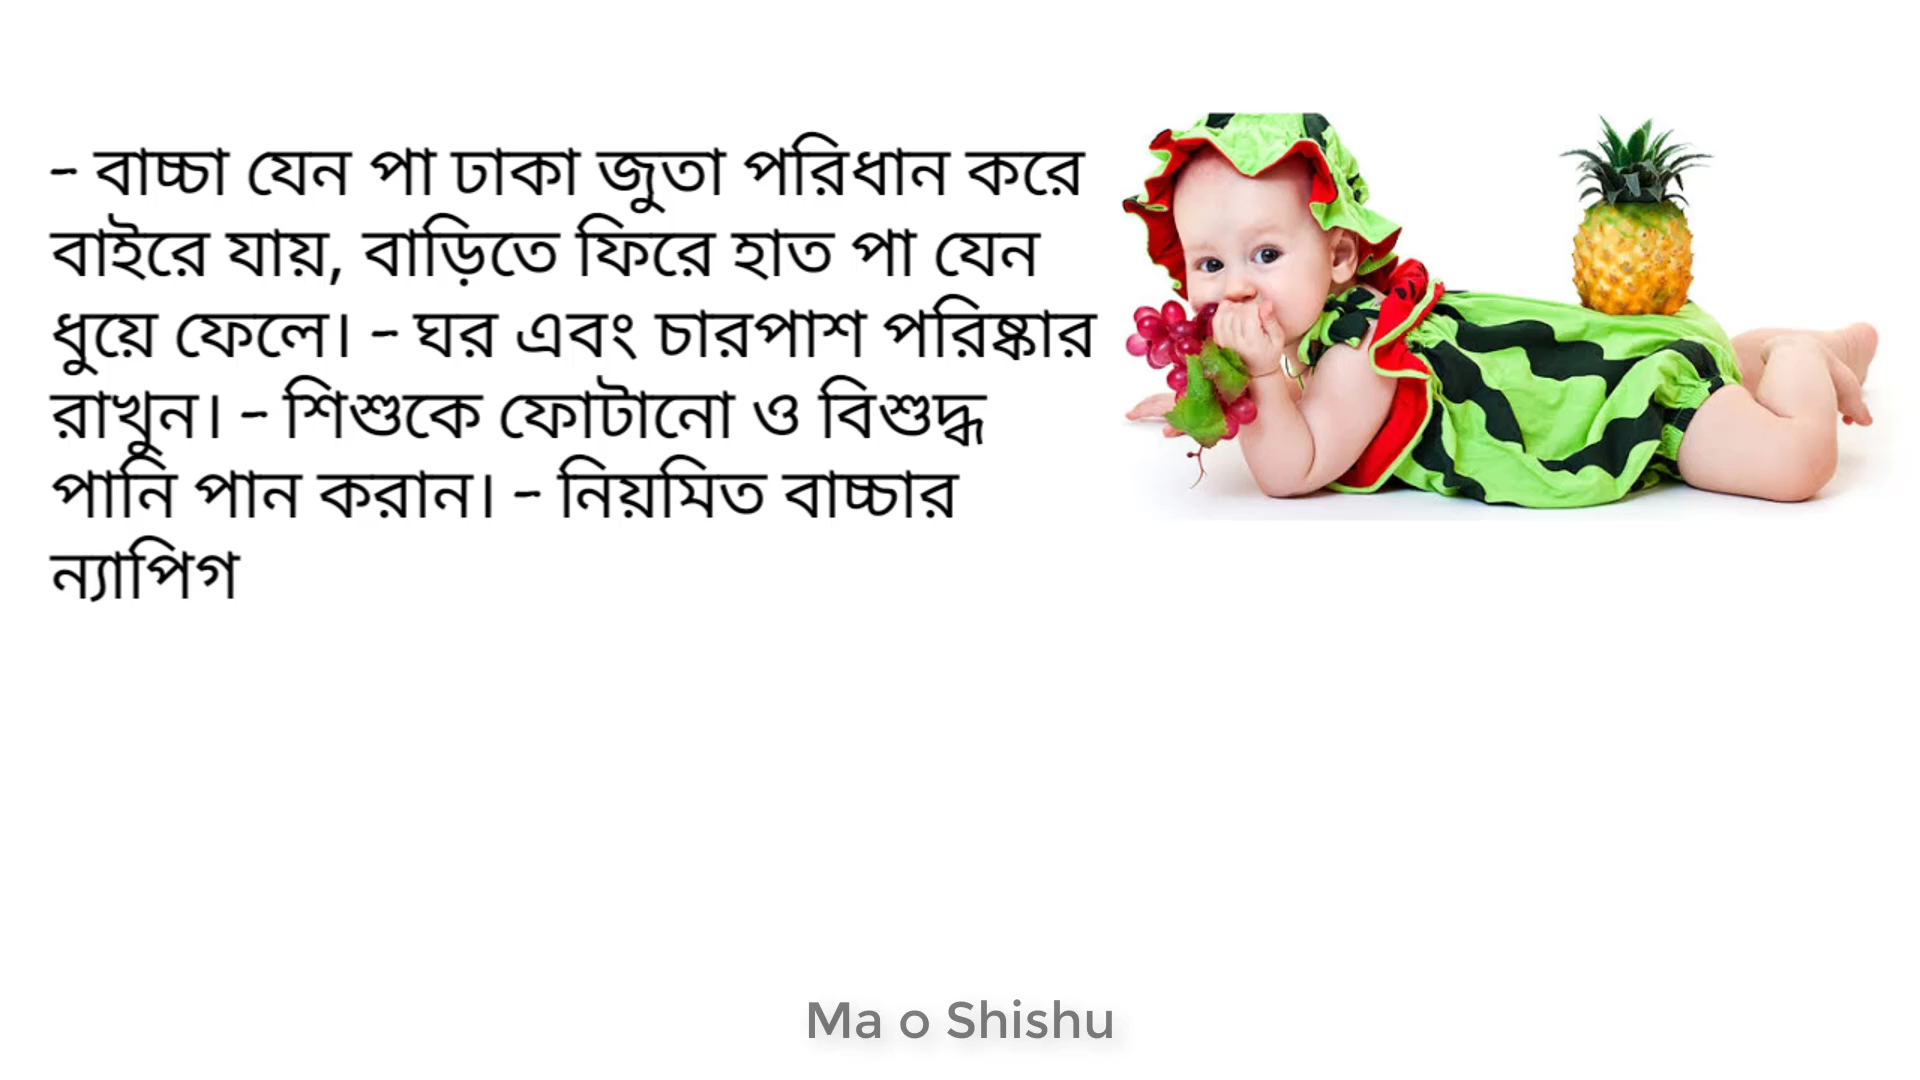 - বাচ্চা যেন পা ঢাকা জুতা পরিধান করে
বাইরে যায়, বাড়িতে ফিরে হাত পা যেন
ধুয়ে ফেলে। - ঘর এবং চারপাশ পরিষ্কার
রাখুন। - শিশুকে ফোটানো ও বিশুদ্ধ
পানি পান করান। - নিয়মিত বাচ্চার
ন্যাপিগ
Ma o Shishu